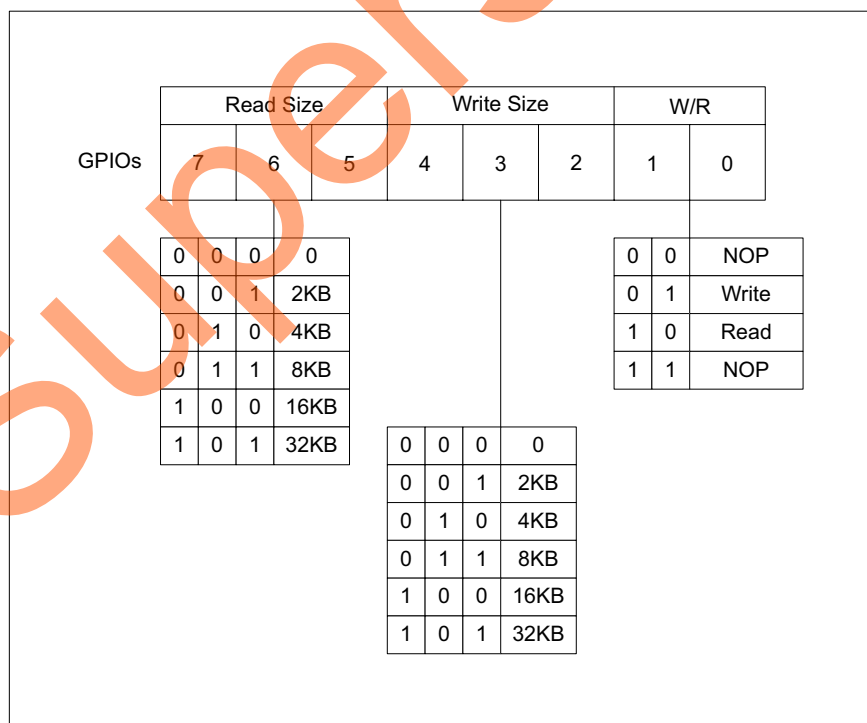 Read Size Write Size W/R
GPIOs 7 6 5 4 3 2 1 0
0 0 0 0
0 0 1 2KB
0 1 0 4KB
0 1 1 8KB
1 0 0 16KB
1 0 1 32KB
0 0 NOP
0 1 Write
1 0 Read
1 1 NOP
0 0 0 0
0 0 1 2KB
0 1 0 4KB
0 1 1 8KB
1 0 0 16KB
1 0 1 32KB
Supers